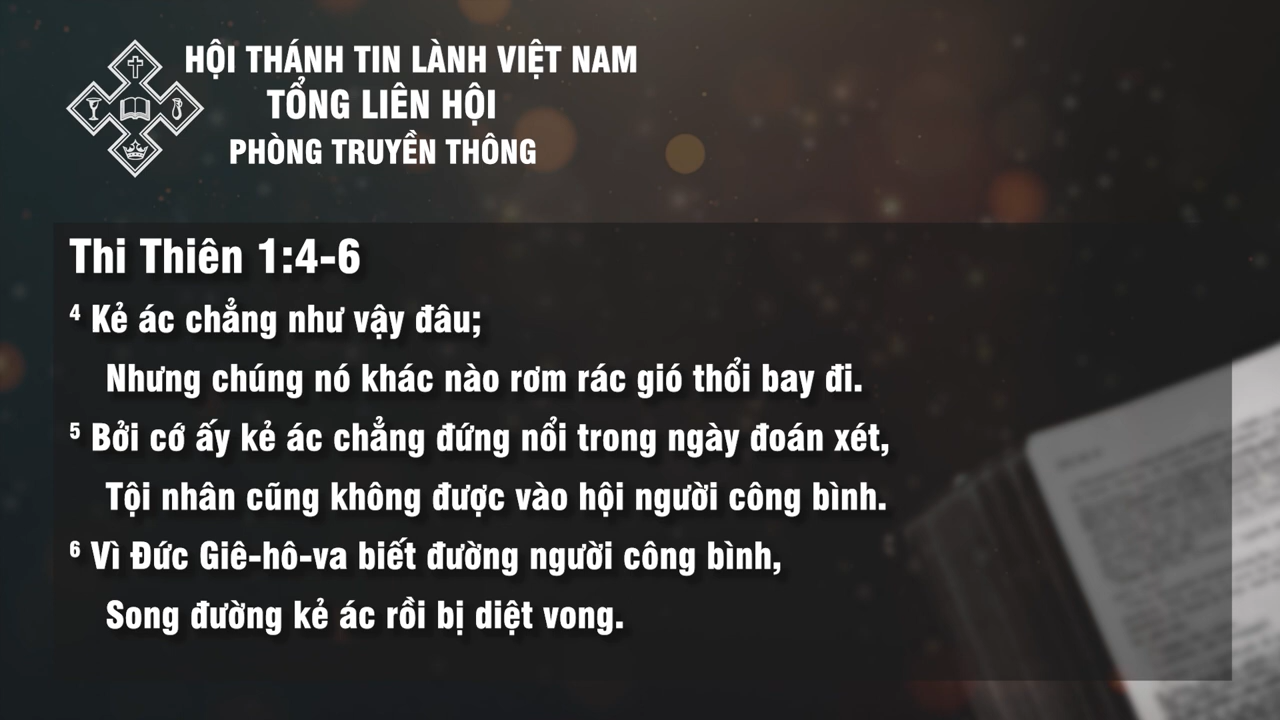 HỘI THÁNH TIN LÀNH VIỆT NAM
TỔNG LIÊN HỘI
PHÒNG TRUYỀN THÔNG
Thi Thiên 1:4-6
4 Kẻ ác chẳng như vậy đâu;
Nhưng chúng nó khác nào rơm rác gió thổi bay đi.
5 Bởi cớ ấy kẻ ác chẳng đứng nổi trong ngày đoán xét,
Tội nhân cũng không được vào hội người công bình.
6 Vì Đức Giê-hô-va biết đường người công bình,
Song đường kẻ ác rồi bị diệt vong.